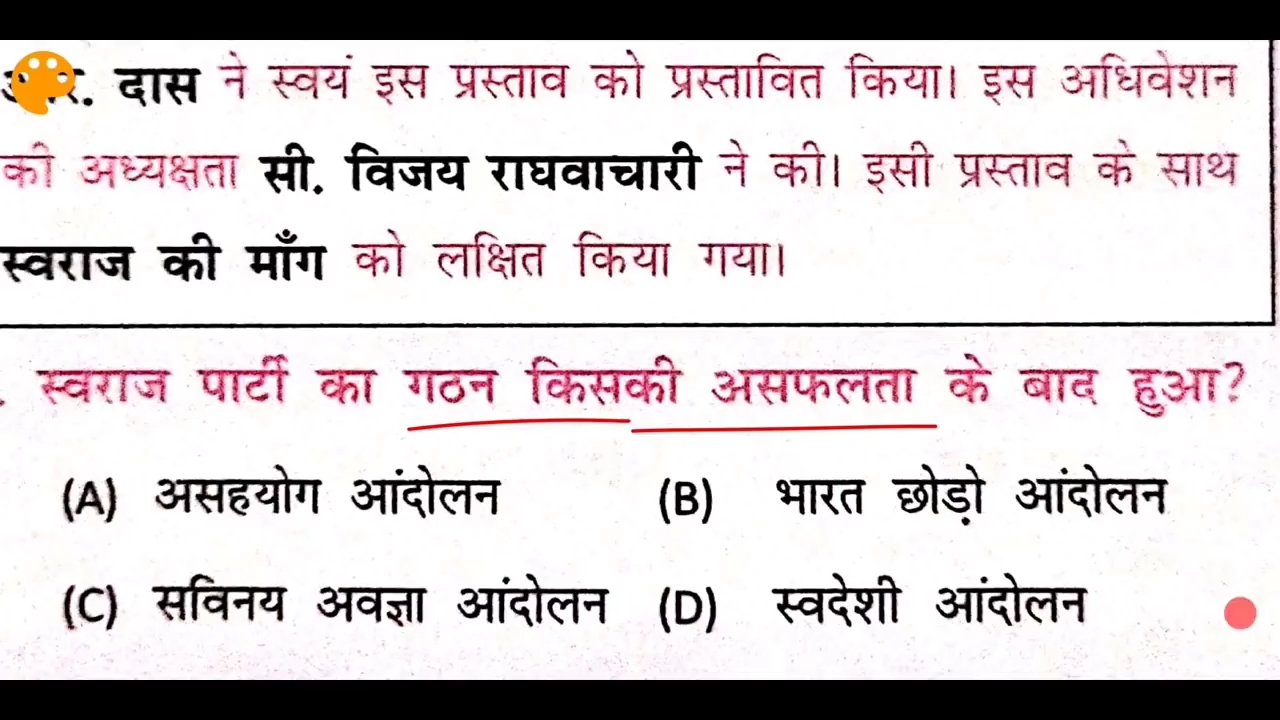 दास ने स्वयं इस प्रस्ताव को प्रस्तावित किया। इस अधिवेशन
की अध्यक्षता सी. विजय राघवाचारी ने की। इसी प्रस्ताव के साथ
स्वराज की माँग को लक्षित किया गया।
स्वराज पार्टी का गठन किसकी असफलता के बाद हुआ?
(A) असहयोग आंदोलन (B) भारत छोड़ो आंदोलन
(C) सविनय अवज्ञा आंदोलन (D) स्वदेशी आंदोलन